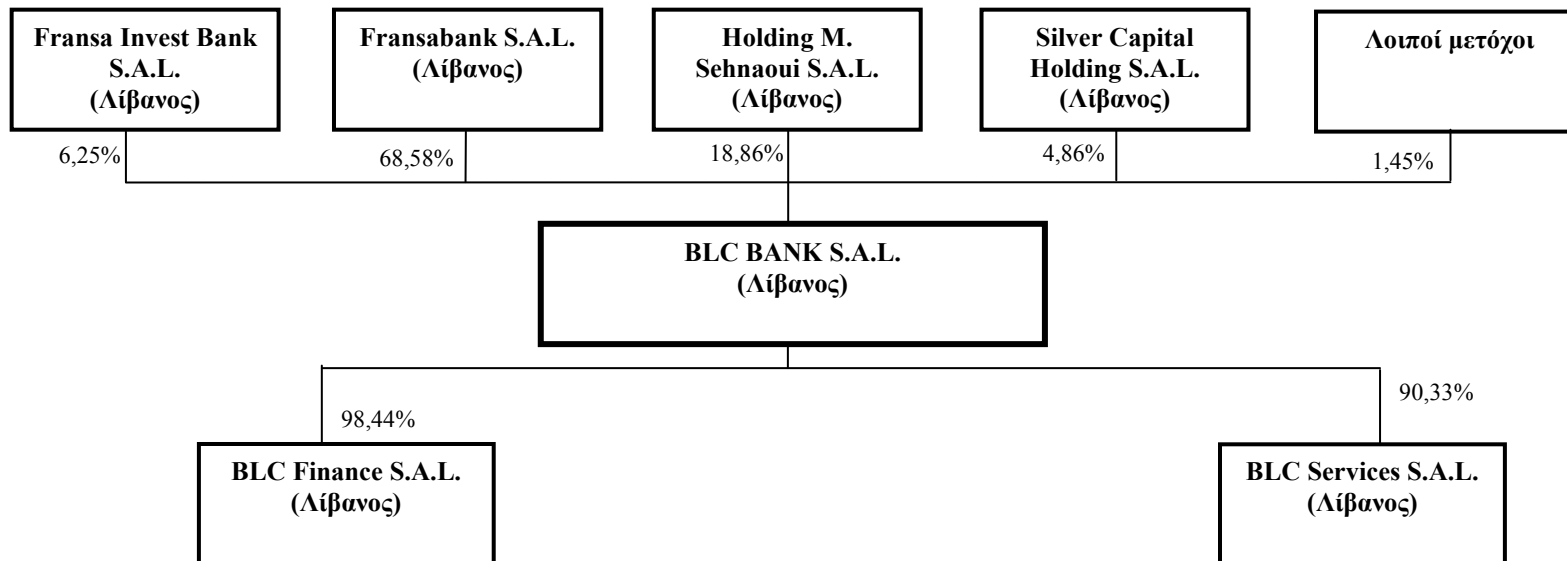 Fransa Invest Bank
S.A.L.
(Λίβανος)
Fransabank S.A.L.
(Λίβανος)
Holding M.
Sehnaoui S.A.L.
(Λίβανος)
Silver Capital
Holding S.A.L.
(Λίβανος)
Λοιποί μετόχοι
6,25%
68,58%
18,86%
4,86%
1,45%
BLC BANK S.A.L.
(Λίβανος)
98,44%
90,33%
BLC Finance S.A.L.
(Λίβανος)
BLC Services S.A.L.
(Λίβανος)